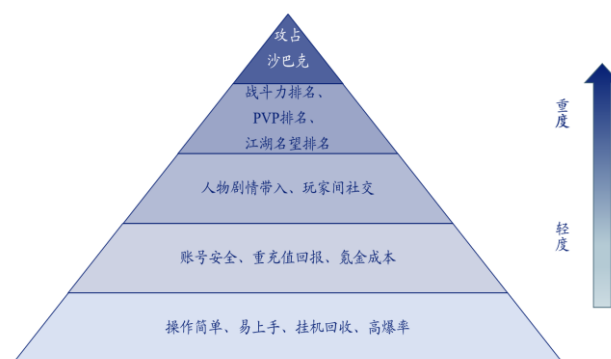 攻占
沙巴克
战斗力排名、
PVP排名、
江湖名望排名
重
度
人物剧情带入、玩家间社交
轻
度
账号安全、重充值回报、氪金成本
操作简单、易上手、挂机回收、高爆率